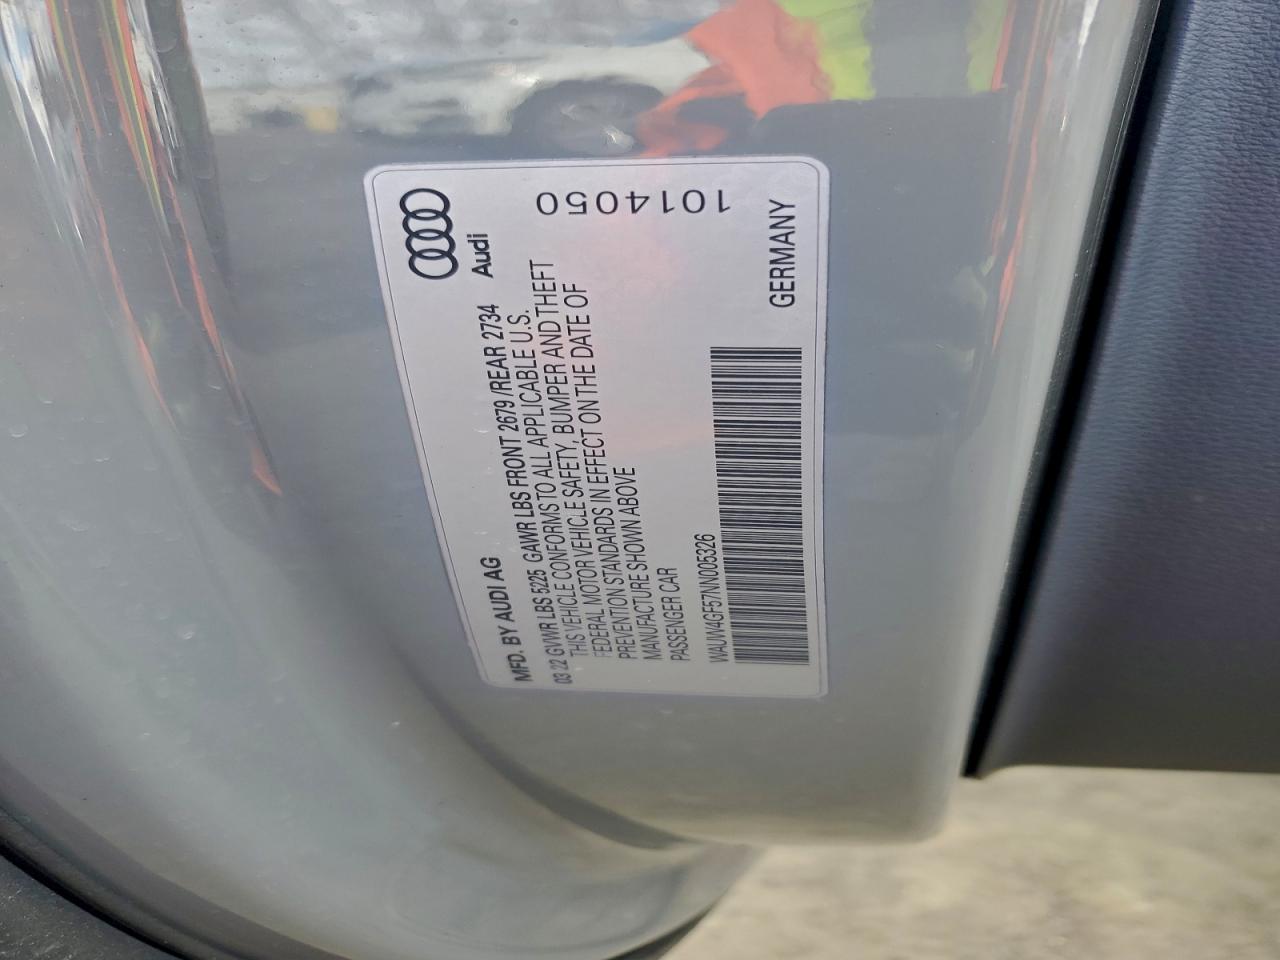 Audi
MFD. BY AUDI AG
03 22 GVWR LBS 5225 GAWR LBS FRONT 2679 /REAR 2734
THIS VEHICLE CONFORMS TO ALL APPLICABLE U.S.
FEDERAL MOTOR VEHICLE SAFETY, BUMPER AND THEFT
PREVENTION STANDARDS IN EFFECT ON THE DATE OF
MANUFACTURE SHOWN ABOVE
PASSENGER CAR
WAUW4GF57NN005326
1014050
GERMANY